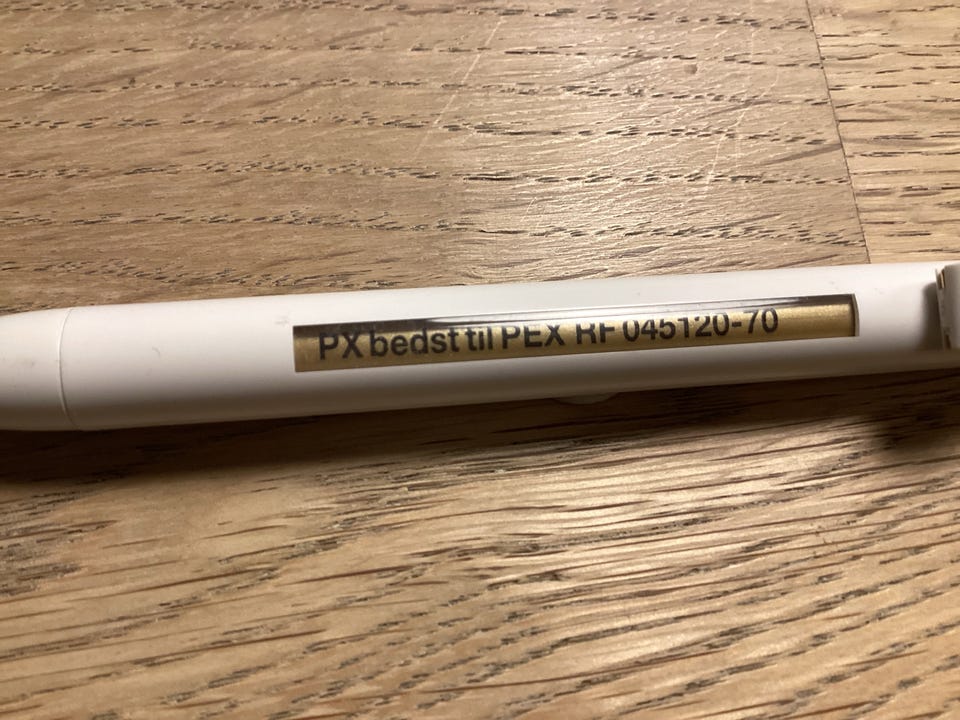 PX bedst til PEX RF 045120-70